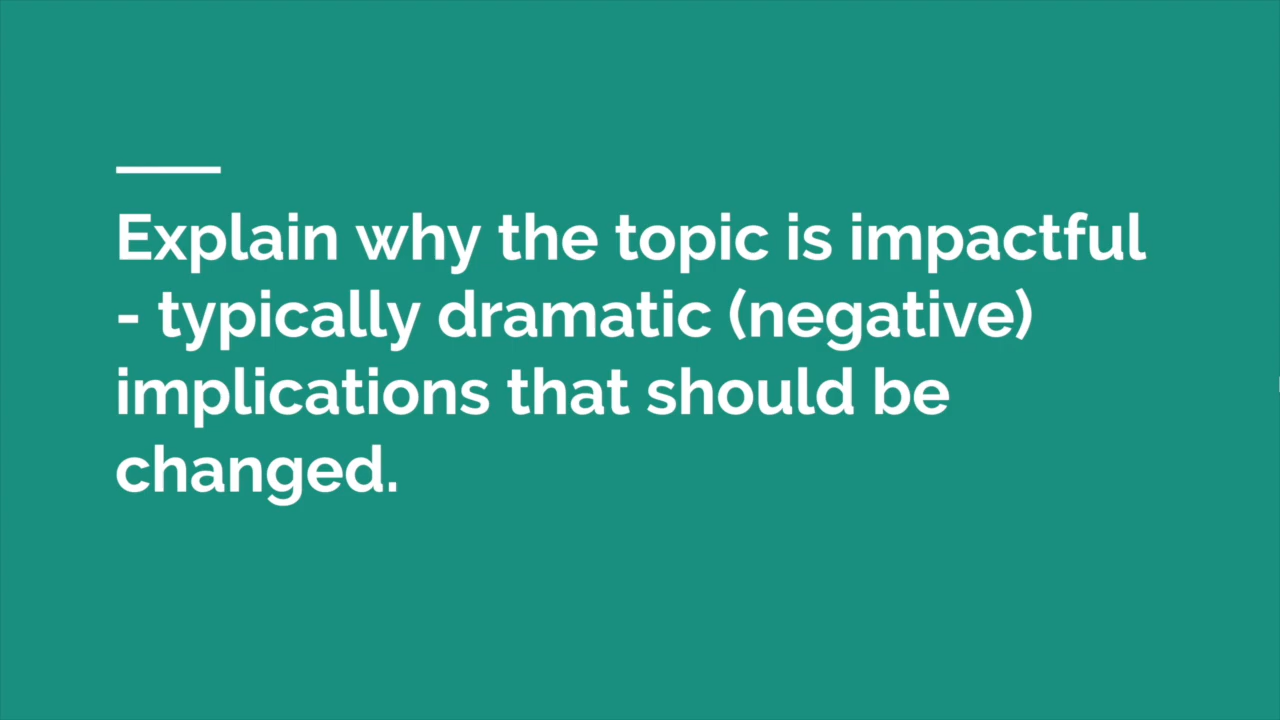 Explain why the topic is impactful
- typically dramatic (negative)
implications that should be
changed.